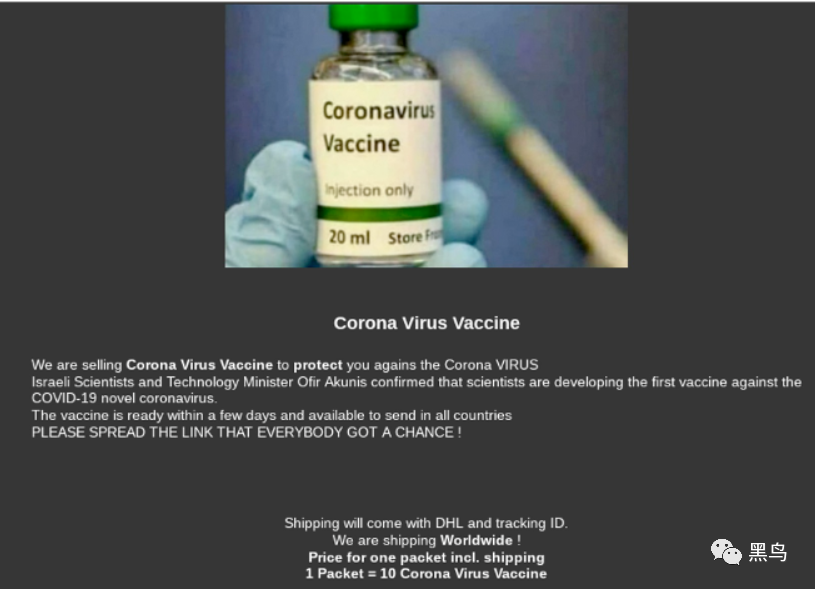 Coronavirus
Vaccine
Injection only
20 ml Store
Corona Virus Vaccine
We are selling Corona Virus Vaccine to protect you agains the Corona VIRUS
Israeli Scientists and Technology Minister Ofir Akunis confirmed that scientists are developing the first vaccine against the
COVID-19 novel coronavirus.
The vaccine is ready within a few days and available to send in all countries
PLEASE SPREAD THE LINK THAT EVERYBODY GOT A CHANCE !
Shipping will come with DHL and tracking ID.
We are shipping Worldwide !
Price for one packet incl. shipping
1 Packet = 10 Corona Virus Vaccine
黑鸟